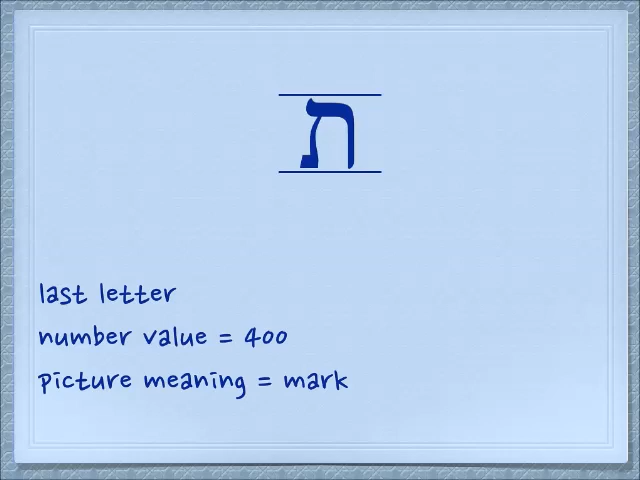 ת
last letter
number value = 400
picture meaning = mark